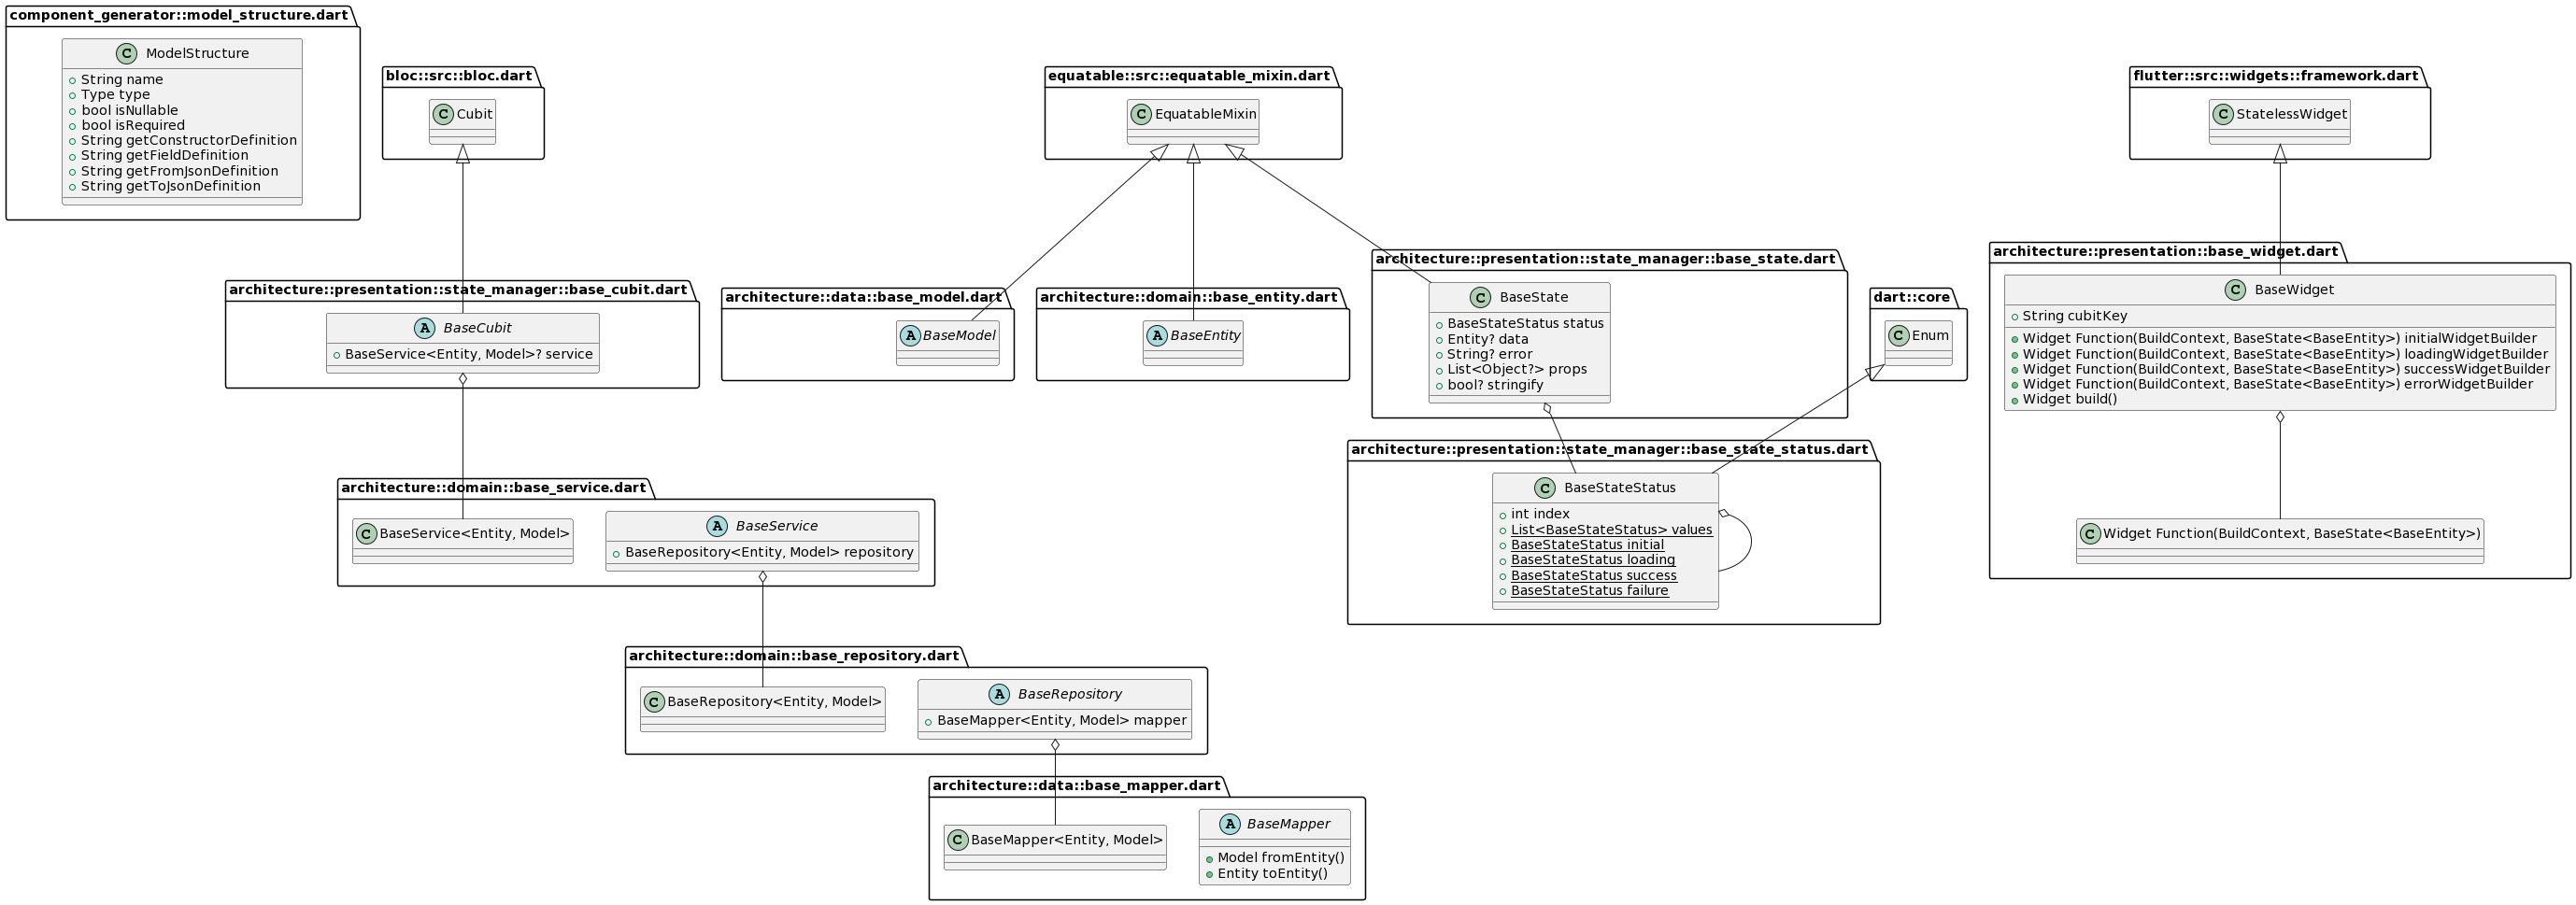 component_generator::model_structure.dart
C ModelStructure
String name
Type type
bool isNullable
bool isRequired
String getConstructorDefinition
String getFieldDefinition
String getFromJsonDefinition
String getToJsonDefinition
bloc::src::bloc.dart
C Cubit
equatable::src::equatable_mixin.dart
C EquatableMixin
flutter::src::widgets::framework.dart
C StatelessWidget
architecture::presentation::state_manager::base_cubit.dart
A BaseCubit
BaseService<Entity, Model>? service
architecture::data::base_model.dart
A BaseModel
architecture::domain::base_entity.dart
A BaseEntity
architecture::presentation::state_manager::base_state.dart
C BaseState
BaseStateStatus status
Entity? data
String? error
List<Object?> props
bool? stringify
dart::core
C Enum
architecture::presentation::base_widget.dart
C BaseWidget
String cubitKey
Widget Function(BuildContext, BaseState<BaseEntity>) initialWidgetBuilder
Widget Function(BuildContext, BaseState<BaseEntity>) loadingWidgetBuilder
Widget Function(BuildContext, BaseState<BaseEntity>) successWidgetBuilder
Widget Function(BuildContext, BaseState<BaseEntity>) errorWidgetBuilder
Widget build()
C Widget Function(BuildContext, BaseState<BaseEntity>)
architecture::presentation::state_manager::base_state_status.dart
C BaseStateStatus
int index
List<BaseStateStatus> values
BaseStateStatus initial
BaseStateStatus loading
BaseStateStatus success
BaseStateStatus failure
architecture::domain::base_service.dart
C BaseService<Entity, Model>
A BaseService
BaseRepository<Entity, Model> repository
architecture::domain::base_repository.dart
C BaseRepository<Entity, Model>
A BaseRepository
BaseMapper<Entity, Model> mapper
architecture::data::base_mapper.dart
C BaseMapper<Entity, Model>
A BaseMapper
Model fromEntity()
Entity toEntity()